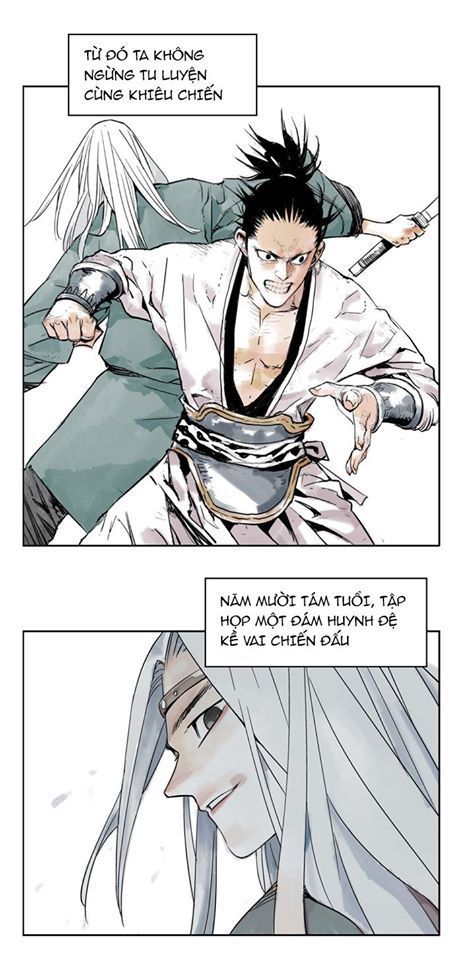 TỪ ĐÓ TA KHÔNG
NGỪNG TU LUYỆN
CÙNG KHIÊU CHIẾN
NĂM MƯỜI TÁM TUỔI, TẬP
HỌP MỘT ĐÁM HUYNH ĐỆ
KỀ VAI CHIẾN ĐẤU